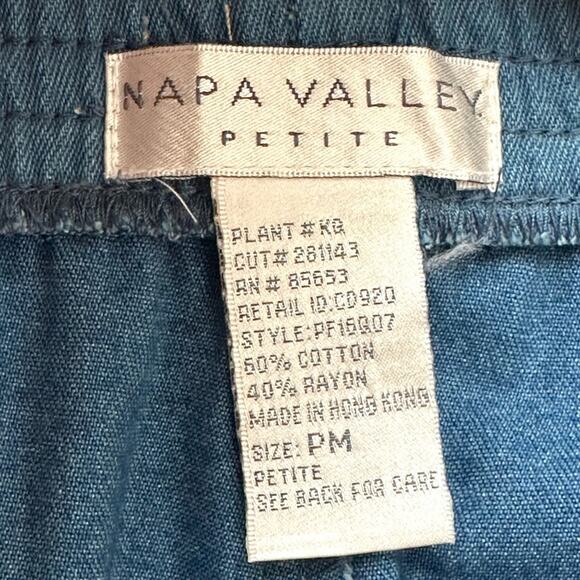 NAPA VALLEY.
PETITE
PLANT # KG
CUT# 281143
RN # 85653
RETAIL ID:CD920
STYLE:PF16Q07
60% COTTON
40% RAYON
MADE IN HONG KONG
SIZE: PM
PETITE
SEE BACK FOR CARE